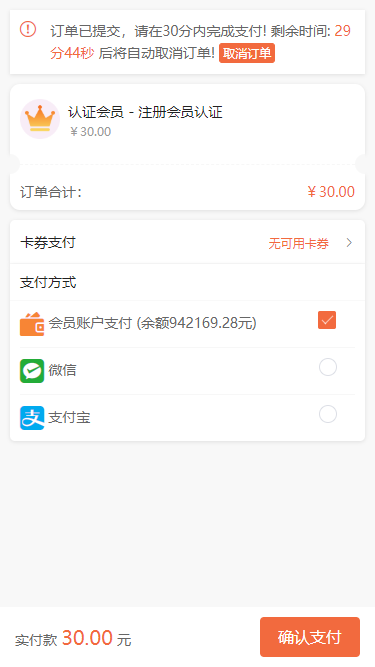 订单已提交，请在30分内完成支付! 剩余时间: 29
分44秒 后将自动取消订单! 取消订单
认证会员 - 注册会员认证
￥30.00
订单合计: ￥30.00
卡券支付 无可用卡券
支付方式
会员账户支付 (余额942169.28元)
微信
支付宝
实付款 30.00 元 确认支付